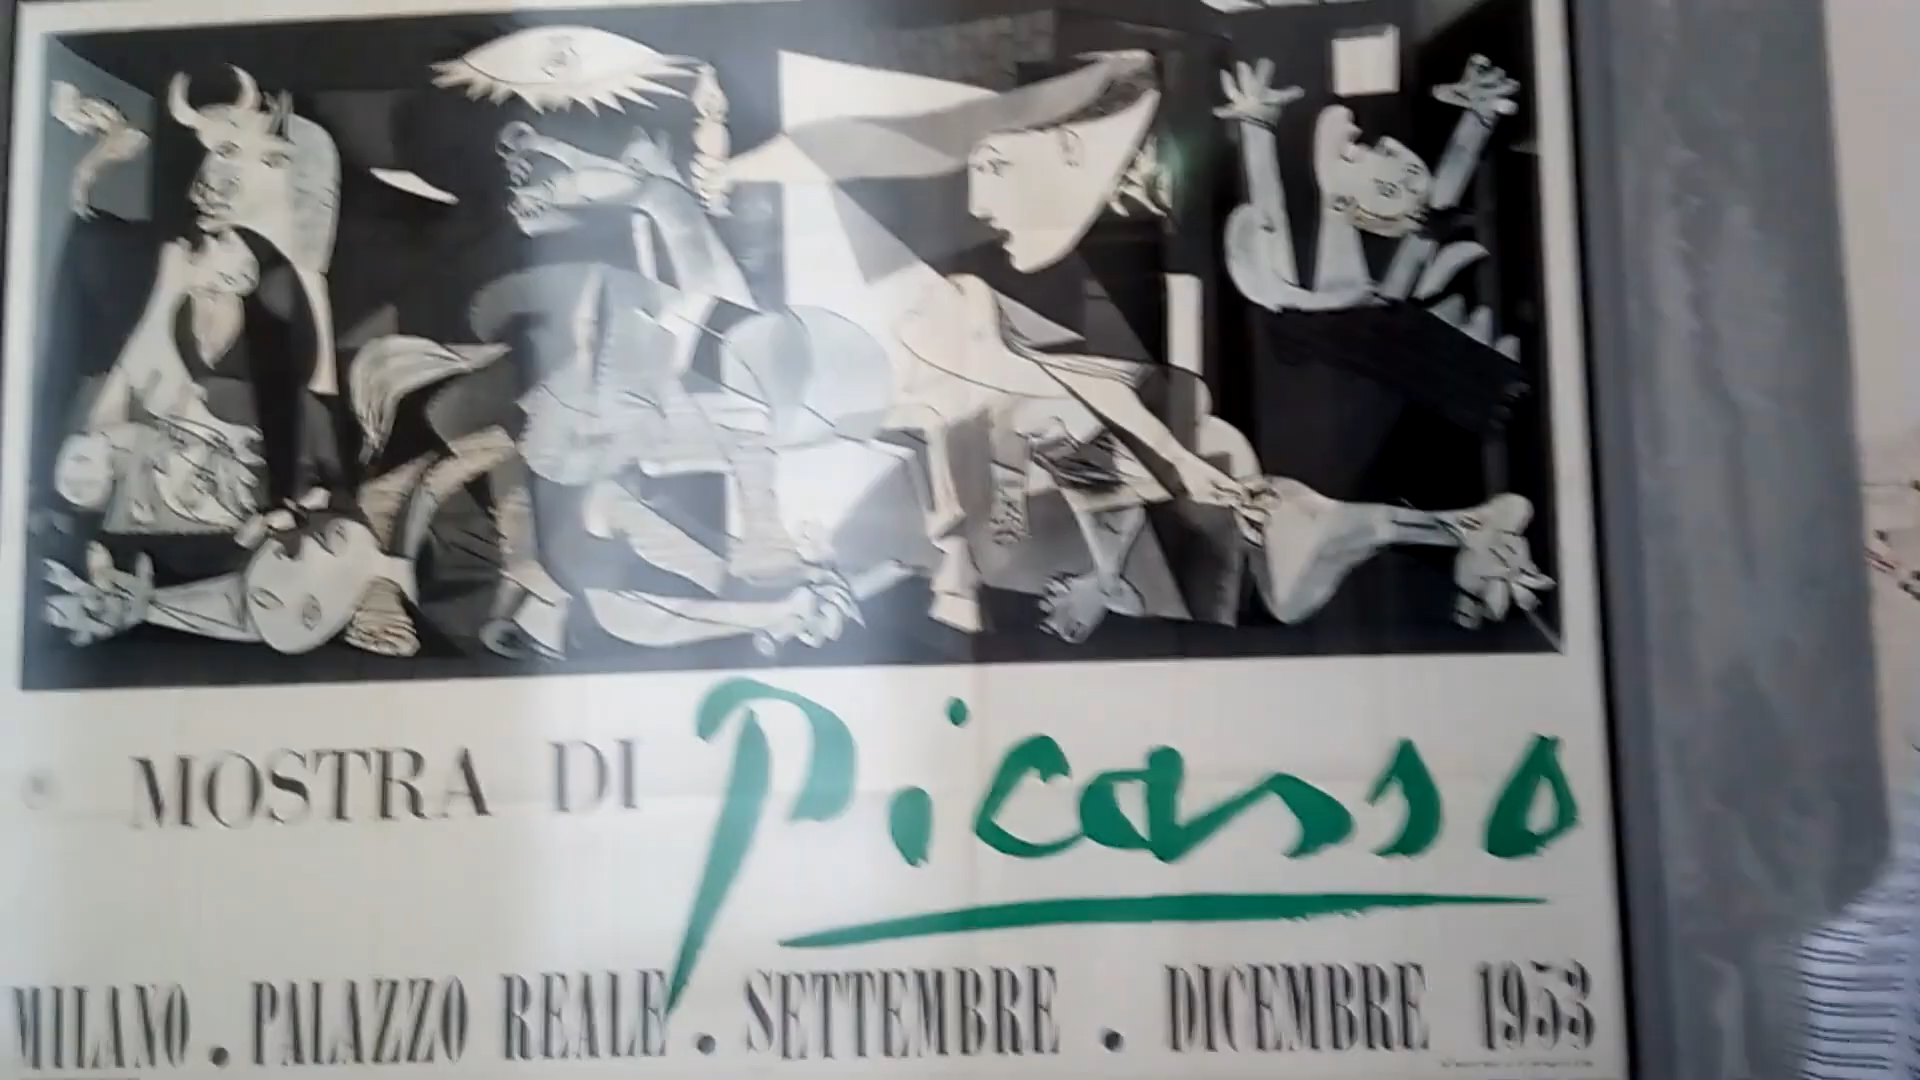 MOSTRA DI Picasso
MILANO . PALAZZO REALE . SETTEMBRE . DICEMBRE 1953